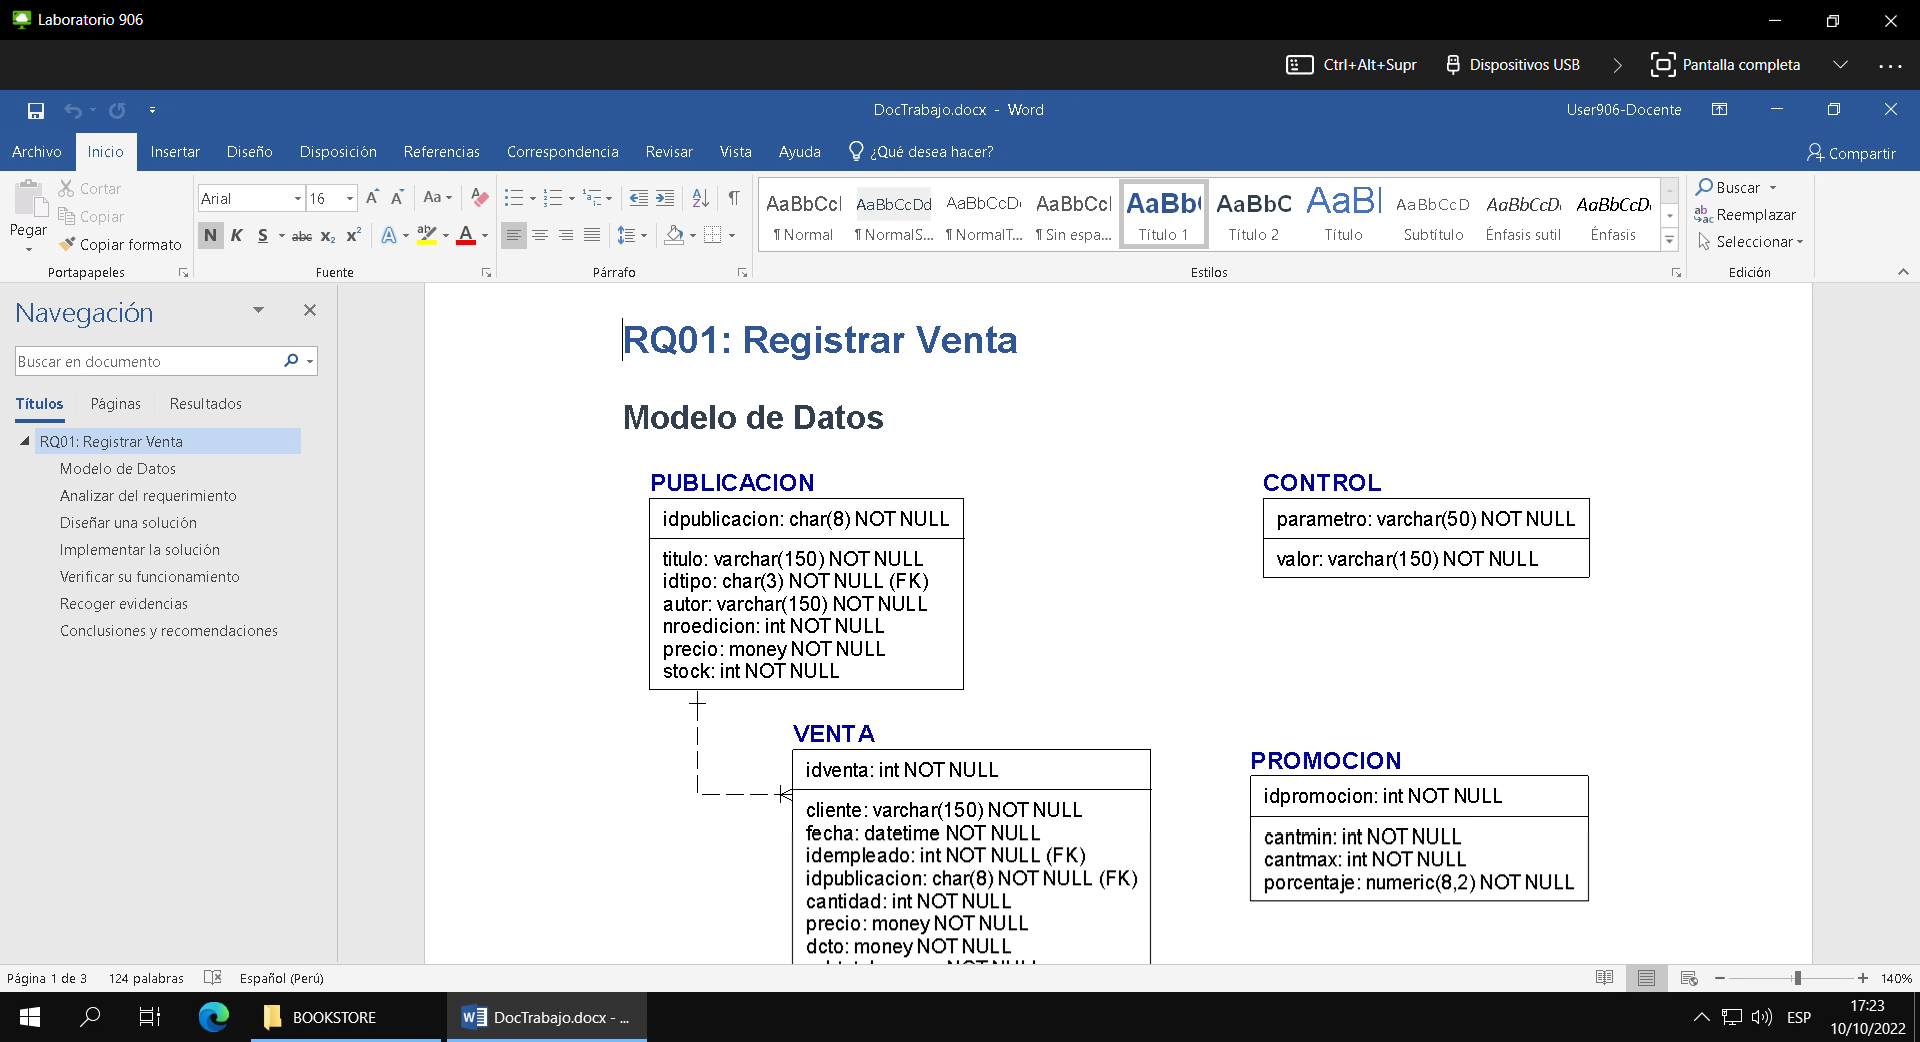 Laboratorio 906
Ctrl+Alt+Supr
Dispositivos USB
Pantalla completa
DocTrabajo.docx - Word
User906-Docente
Archivo
Inicio
Insertar
Diseño
Disposición
Referencias
Correspondencia
Revisar
Vista
Ayuda
¿Qué desea hacer?
Compartir
Pegar
Cortar
Copiar
Copiar formato
Portapapeles
Arial
16
Aa
N K S abc x₂ x²
Fuente
Párrafo
AaBbCcI
¶ Normal
AaBbCcDd
¶ NormalS...
AaBbCcD
¶ NormalT...
AaBbCcI
¶ Sin espa...
AaBb(
Título 1
AaBbC
Título 2
AaBI
Título
AaBbCcD
Subtítulo
AaBbCcD
Énfasis sutil
AaBbCcD
Énfasis
Estilos
Buscar
Reemplazar
Seleccionar
Edición
Navegación
Buscar en documento
Títulos
Páginas
Resultados
RQ01: Registrar Venta
Modelo de Datos
Analizar del requerimiento
Diseñar una solución
Implementar la solución
Verificar su funcionamiento
Recoger evidencias
Conclusiones y recomendaciones
RQ01: Registrar Venta
Modelo de Datos
PUBLICACION
idpublicacion: char(8) NOT NULL
titulo: varchar(150) NOT NULL
idtipo: char(3) NOT NULL (FK)
autor: varchar(150) NOT NULL
nroedicion: int NOT NULL
precio: money NOT NULL
stock: int NOT NULL
CONTROL
parametro: varchar(50) NOT NULL
valor: varchar(150) NOT NULL
VENTA
idventa: int NOT NULL
cliente: varchar(150) NOT NULL
fecha: datetime NOT NULL
idempleado: int NOT NULL (FK)
idpublicacion: char(8) NOT NULL (FK)
cantidad: int NOT NULL
precio: money NOT NULL
dcto: money NOT NULL
PROMOCION
idpromocion: int NOT NULL
cantmin: int NOT NULL
cantmax: int NOT NULL
porcentaje: numeric(8,2) NOT NULL
Página 1 de 3
124 palabras
Español (Perú)
140%
BOOKSTORE
DocTrabajo.docx - ...
ESP
17:23
10/10/2022